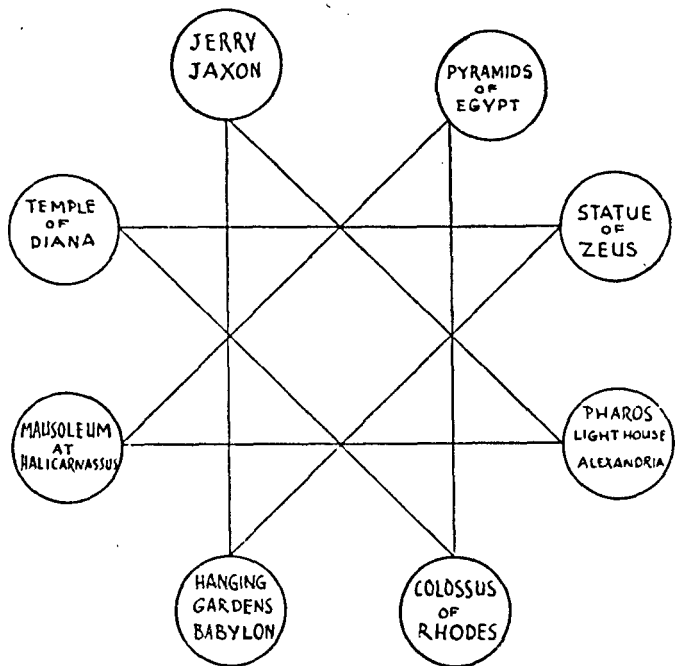 JERRY
JAXON
PYRAMIDS
OF
EGYPT
TEMPLE
OF
DIANA
STATUE
OF
ZEUS
MAUSOLEUM
AT
HALICARNASSUS
PHAROS
LIGHT HOUSE
ALEXANDRIA
HANGING
GARDENS
BABYLON
COLOSSUS
OF
RHODES